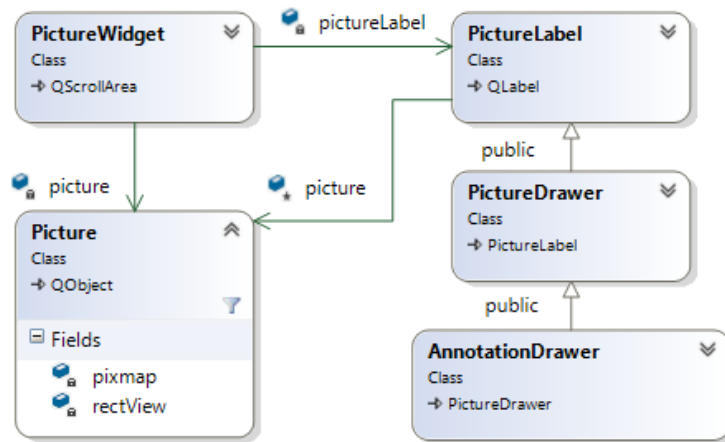 PictureWidget
Class
QScrollArea
pictureLabel
PictureLabel
Class
QLabel
public
picture
picture
PictureDrawer
Class
PictureLabel
Picture
Class
QObject
Fields
pixmap
rectView
public
AnnotationDrawer
Class
PictureDrawer